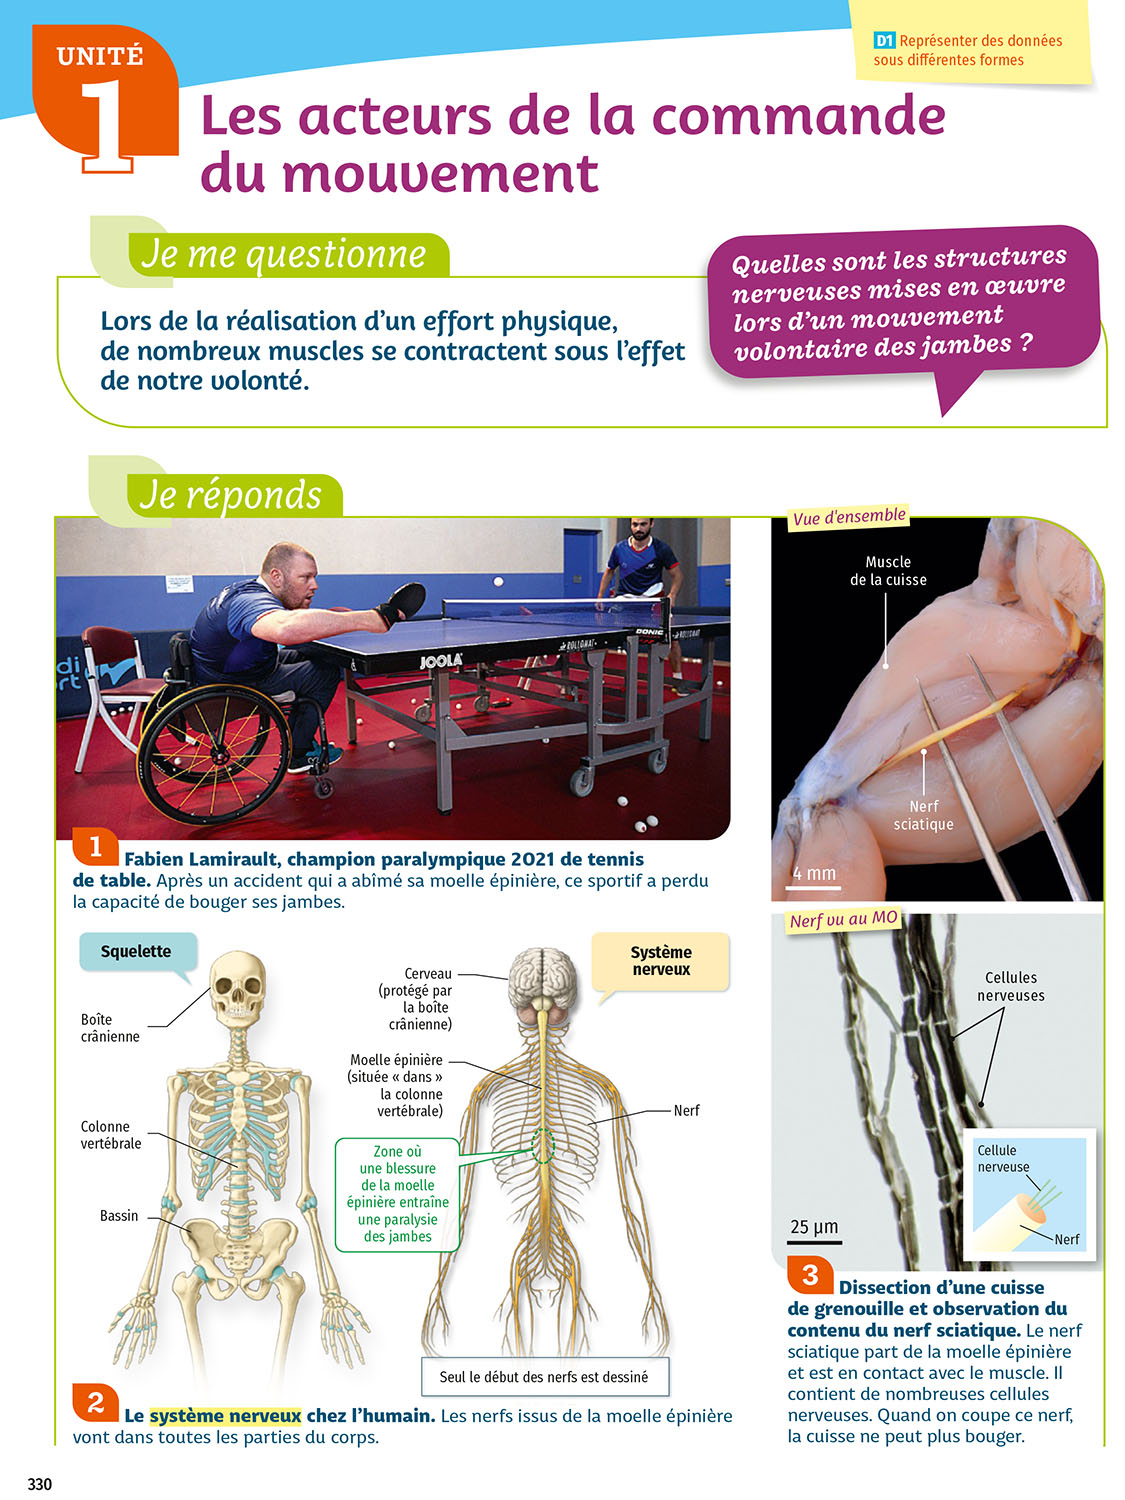 UNITÉ
1
D1 Représenter des données
sous différentes formes
Les acteurs de la commande
du mouvement
Je me questionne
Lors de la réalisation d'un effort physique,
de nombreux muscles se contractent sous l'effet
de notre volonté.
Quelles sont les structures
nerveuses mises en œuvre
lors d'un mouvement
volontaire des jambes ?
Je réponds
JOOLA
ROLLOMAT
DONIC
ROLLOMAT
1
Fabien Lamirault, champion paralympique 2021 de tennis
de table. Après un accident qui a abîmé sa moelle épinière, ce sportif a perdu
la capacité de bouger ses jambes.
Squelette
Boîte
crânienne
Colonne
vertébrale
Bassin
Système
nerveux
Cerveau
(protégé par
la boîte
crânienne)
Moelle épinière
(située « dans »
la colonne
vertébrale)
Nerf
Zone où
une blessure
de la moelle
épinière entraîne
une paralysie
des jambes
Seul le début des nerfs est dessiné
2
Le système nerveux chez l'humain. Les nerfs issus de la moelle épinière
vont dans toutes les parties du corps.
Vue d'ensemble
Muscle
de la cuisse
Nerf
sciatique
4 mm
Nerf vu au MO
Cellules
nerveuses
Cellule
nerveuse
Nerf
25 µm
3
Dissection d'une cuisse
de grenouille et observation du
contenu du nerf sciatique. Le nerf
sciatique part de la moelle épinière
et est en contact avec le muscle. Il
contient de nombreuses cellules
nerveuses. Quand on coupe ce nerf,
la cuisse ne peut plus bouger.
330